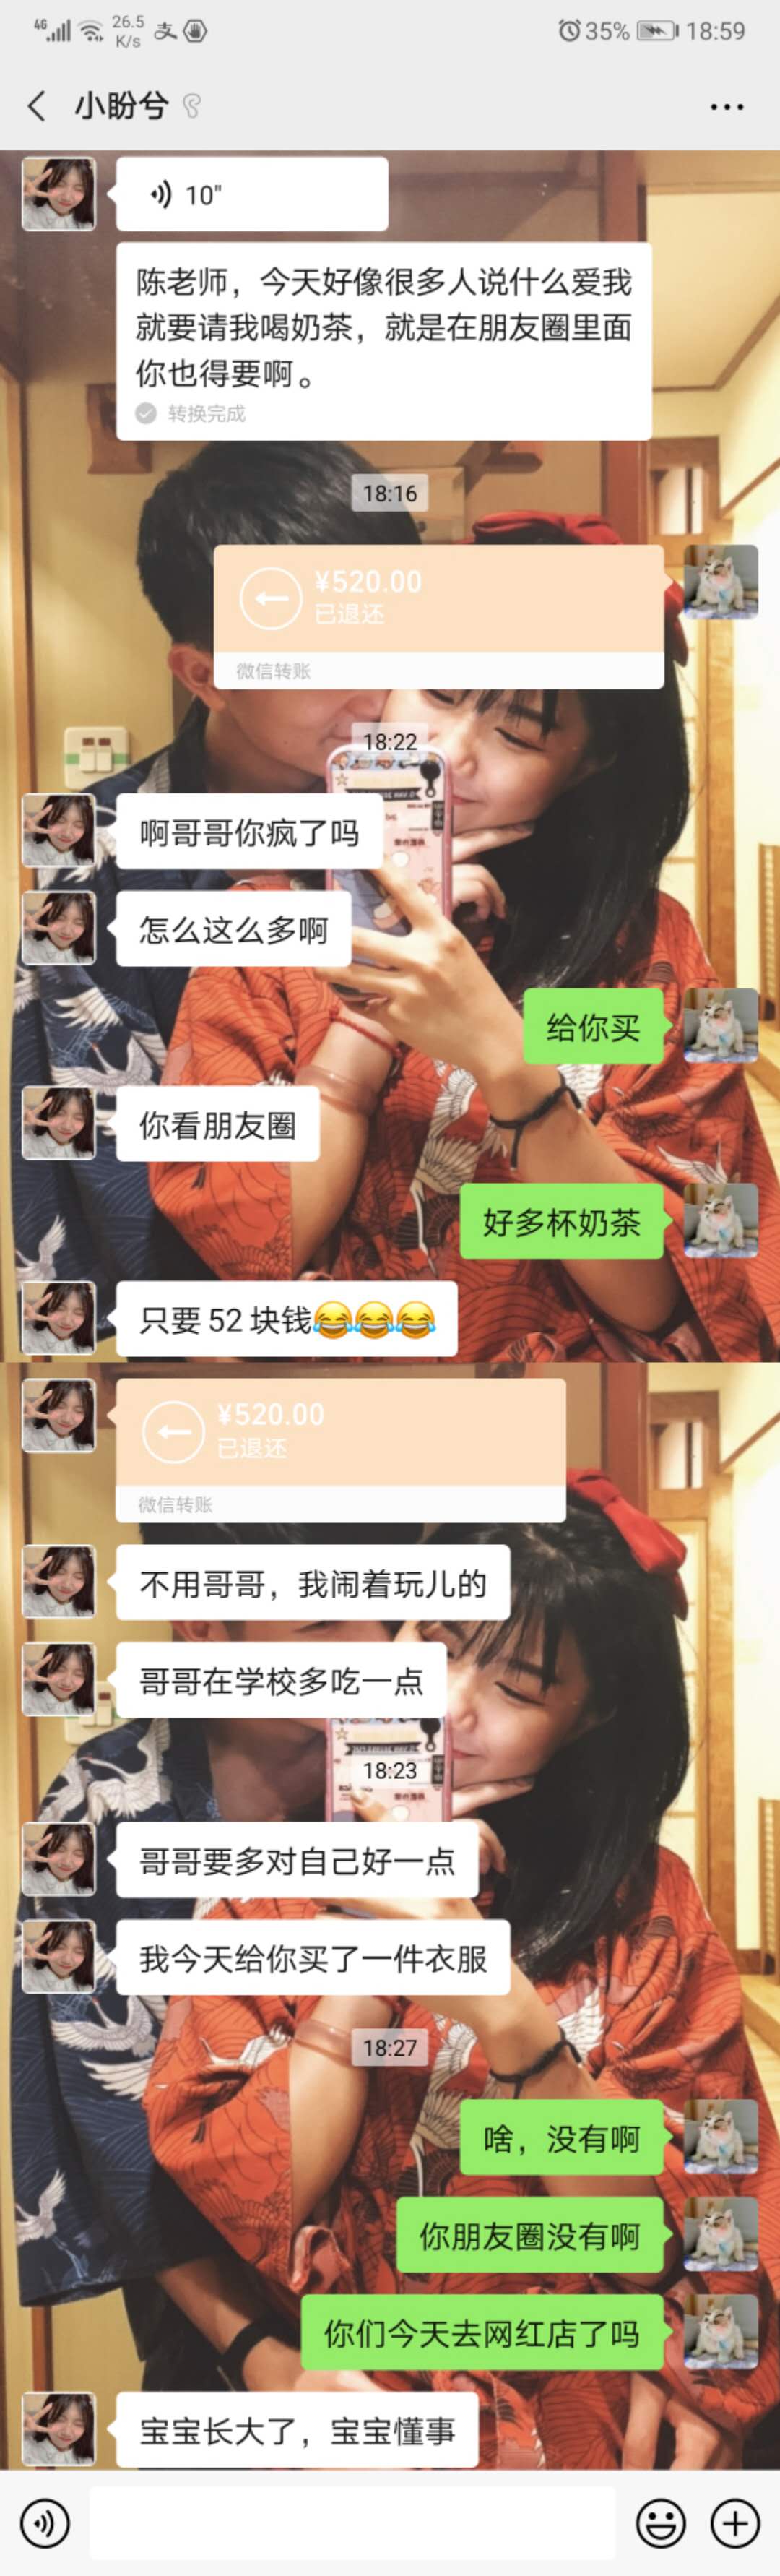 4G
26.5
K/s
支
35%
18:59
小盼兮
10"
陈老师，今天好像很多人说什么爱我
就要请我喝奶茶，就是在朋友圈里面
你也得要啊。
转换完成
18:16
¥520.00
已退还
微信转账
18:22
啊哥哥你疯了吗
怎么这么多啊
给你买
你看朋友圈
好多杯奶茶
只要 52 块钱😂😂😂
¥520.00
已退还
微信转账
不用哥哥，我闹着玩儿的
哥哥在学校多吃一点
18:23
哥哥要多对自己好一点
我今天给你买了一件衣服
18:27
啥，没有啊
你朋友圈没有啊
你们今天去网红店了吗
宝宝长大了，宝宝懂事